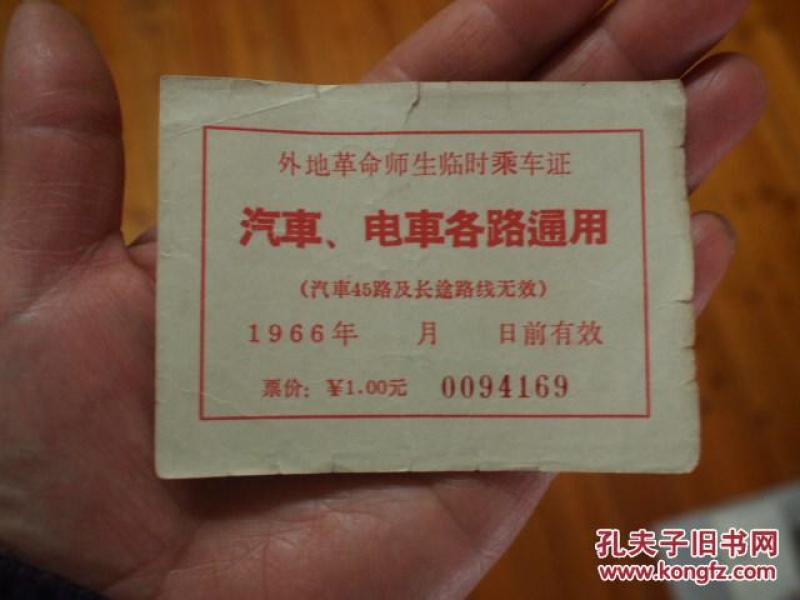 外地革命师生临时乘车证
汽車、电車各路通用
(汽車45路及长途路线无效)
1966年 月 日前有效
票价: ¥1.00元 0094169
孔夫子旧书网
www.kongfz.com